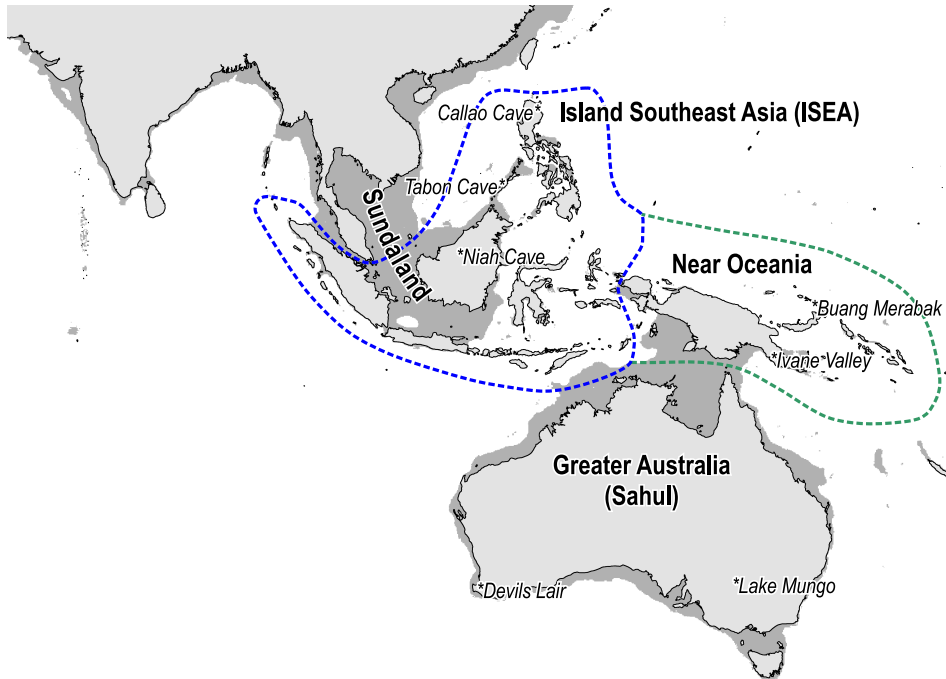 Callao Cave*
Island Southeast Asia (ISEA)
Tabon Cave*
Sundaland
*Niah Cave
Near Oceania
*Buang Merabak
*Ivane Valley
Greater Australia
(Sahul)
*Devils Lair
*Lake Mungo